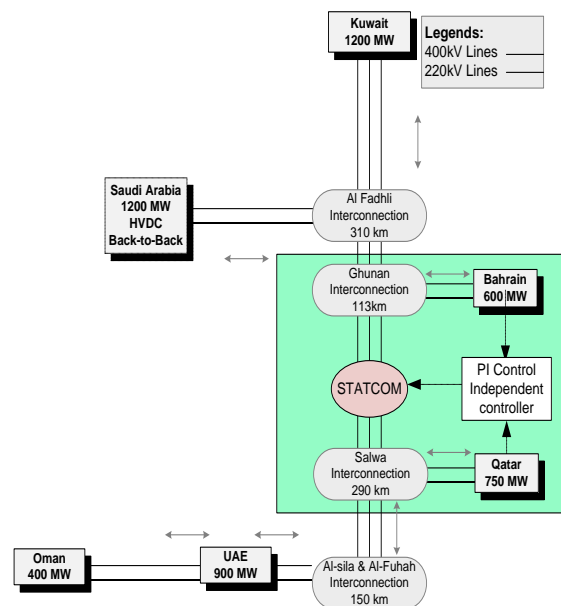 Kuwait
1200 MW
Legends:
400kV Lines
220kV Lines
Saudi Arabia
1200 MW
HVDC
Back-to-Back
Al Fadhli
Interconnection
310 km
Ghunan
Interconnection
113km
Bahrain
600 MW
STATCOM
PI Control
Independent
controller
Salwa
Interconnection
290 km
Qatar
750 MW
Oman
400 MW
UAE
900 MW
Al-sila & Al-Fuhah
Interconnection
150 km